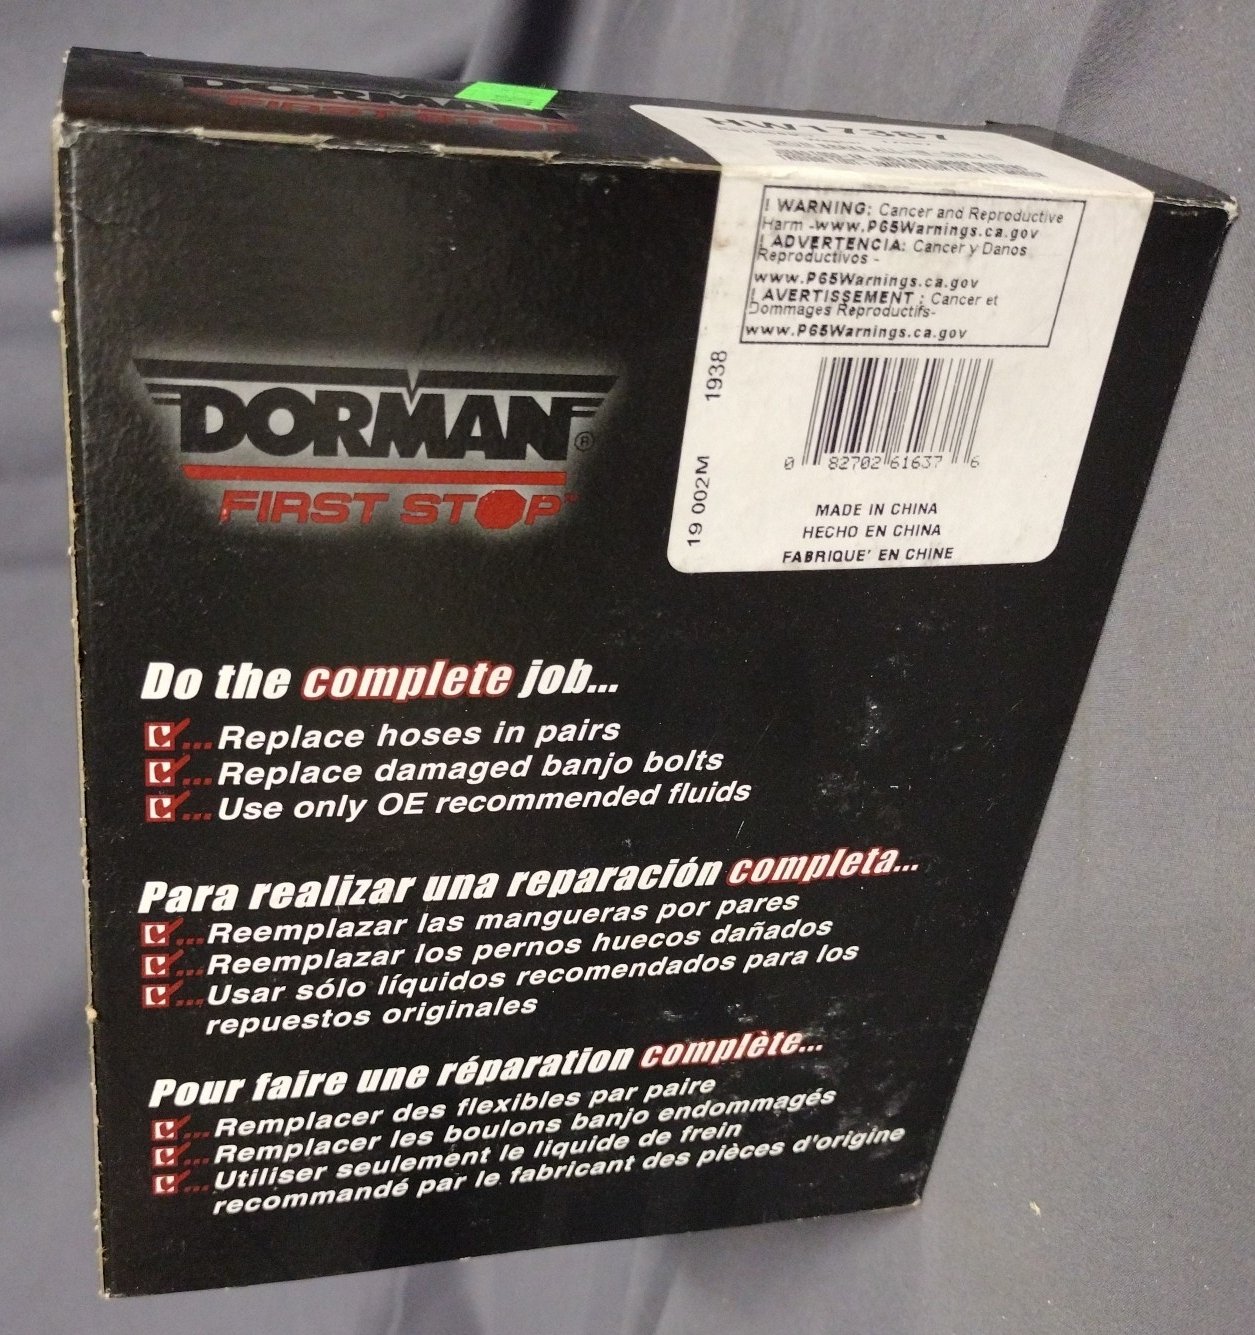 DORMAN
FIRST STOP
HW17387
! WARNING: Cancer and Reproductive
Harm -www.P65Warnings.ca.gov
! ADVERTENCIA: Cancer y Danos
Reproductivos -
www.P65Warnings.ca.gov
! AVERTISSEMENT : Cancer et
Dommages Reproductifs-
www.P65Warnings.ca.gov
19 002M 1938
0 82702 61637 6
MADE IN CHINA
HECHO EN CHINA
FABRIQUE' EN CHINE
DORMAN®
FIRST STOP™
Do the complete job...
...Replace hoses in pairs
...Replace damaged banjo bolts
...Use only OE recommended fluids
Para realizar una reparación completa...
...Reemplazar las mangueras por pares
...Reemplazar los pernos huecos dañados
...Usar sólo líquidos recomendados para los
repuestos originales
Pour faire une réparation complète...
...Remplacer des flexibles par paire
...Remplacer les boulons banjo endommagés
...Utiliser seulement le liquide de frein
recommandé par le fabricant des pièces d'origine